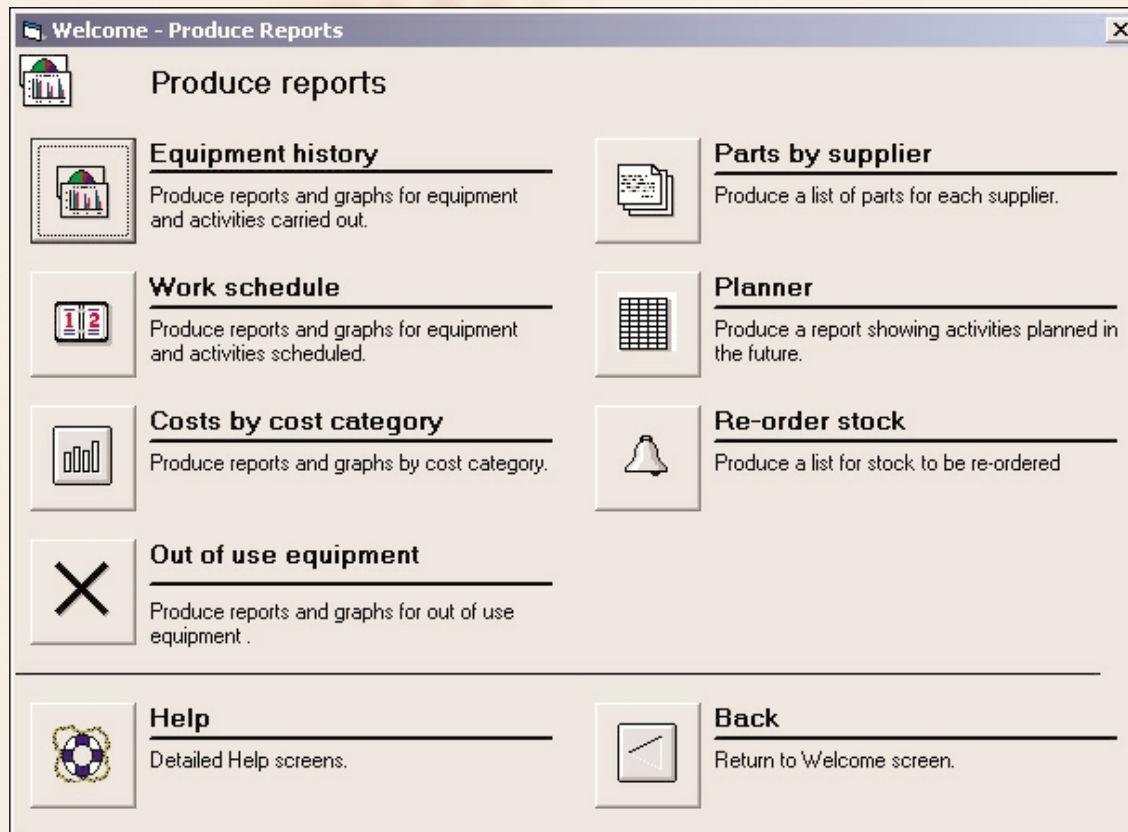 Welcome - Produce Reports
Produce reports
Equipment history
Produce reports and graphs for equipment
and activities carried out.
Parts by supplier
Produce a list of parts for each supplier.
Work schedule
Produce reports and graphs for equipment
and activities scheduled.
Planner
Produce a report showing activities planned in
the future.
Costs by cost category
Produce reports and graphs by cost category.
Re-order stock
Produce a list for stock to be re-ordered
Out of use equipment
Produce reports and graphs for out of use
equipment .
Help
Detailed Help screens.
Back
Return to Welcome screen.